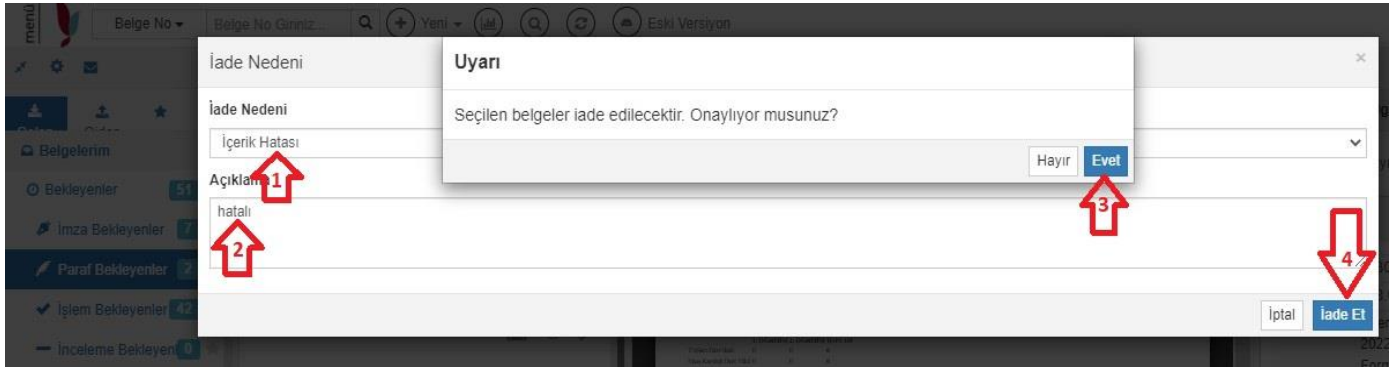 menü
Belge No
Belge No Giriniz...
Yeni
Eski Versiyon
İade Nedeni
×
Uyarı
İade Nedeni
Seçilen belgeler iade edilecektir. Onaylıyor musunuz?
İçerik Hatası
Hayır
Evet
1
3
hatalı
2
4
İptal
İade Et
Belgelerim
Bekleyenler 51
İmza Bekleyenler 7
Paraf Bekleyenler 2
İşlem Bekleyenler 42
İnceleme Bekleyen 0